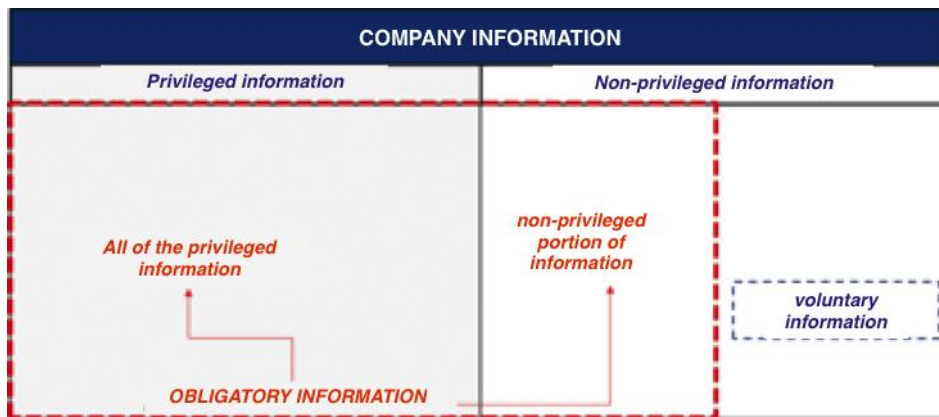 COMPANY INFORMATION
Privileged information
Non-privileged information
All of the privileged
information
non-privileged
portion of
information
voluntary
information
OBLIGATORY INFORMATION